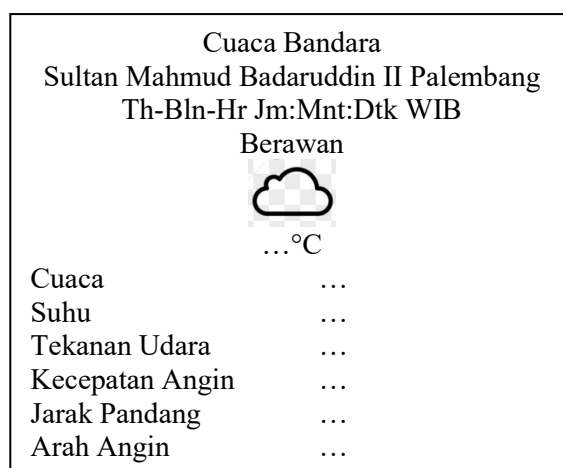 Cuaca Bandara
Sultan Mahmud Badaruddin II Palembang
Th-Bln-Hr Jm:Mnt:Dtk WIB
Berawan
…°C
Cuaca …
Suhu …
Tekanan Udara …
Kecepatan Angin …
Jarak Pandang …
Arah Angin …